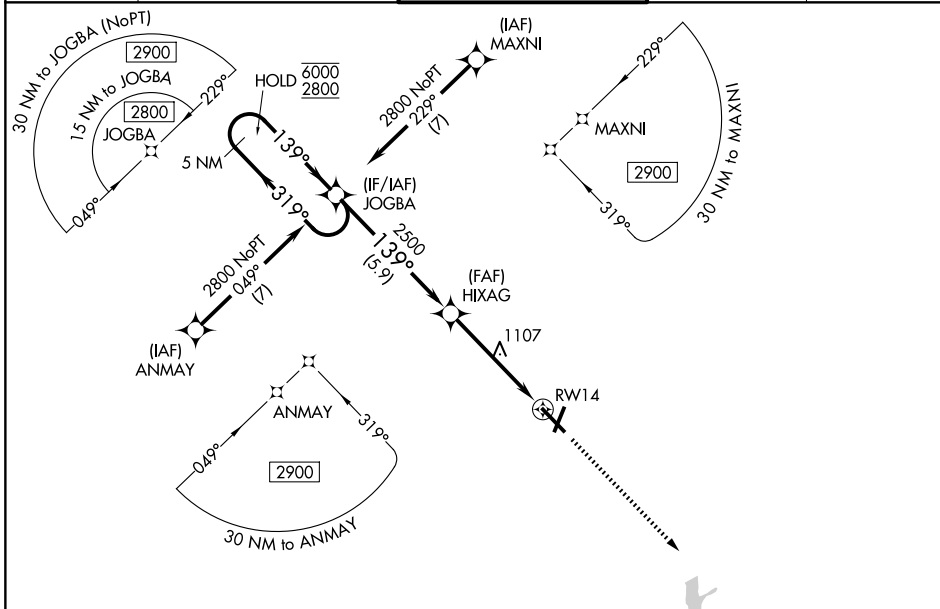 30 NM to JOGBA (NoPT)
2900
15 NM to JOGBA
2800
JOGBA
229°
049°
HOLD
6000
2800
5 NM
139°
319°
(IAF)
MAXNI
2800 NoPT
229°
(7)
(IF/IAF)
JOGBA
2500
139°
(5.9)
229°
MAXNI
2900
319°
30 NM to MAXNI
2800 NoPT
049°
(7)
(IAF)
ANMAY
(FAF)
HIXAG
1107
RW14
ANMAY
049°
319°
2900
30 NM to ANMAY